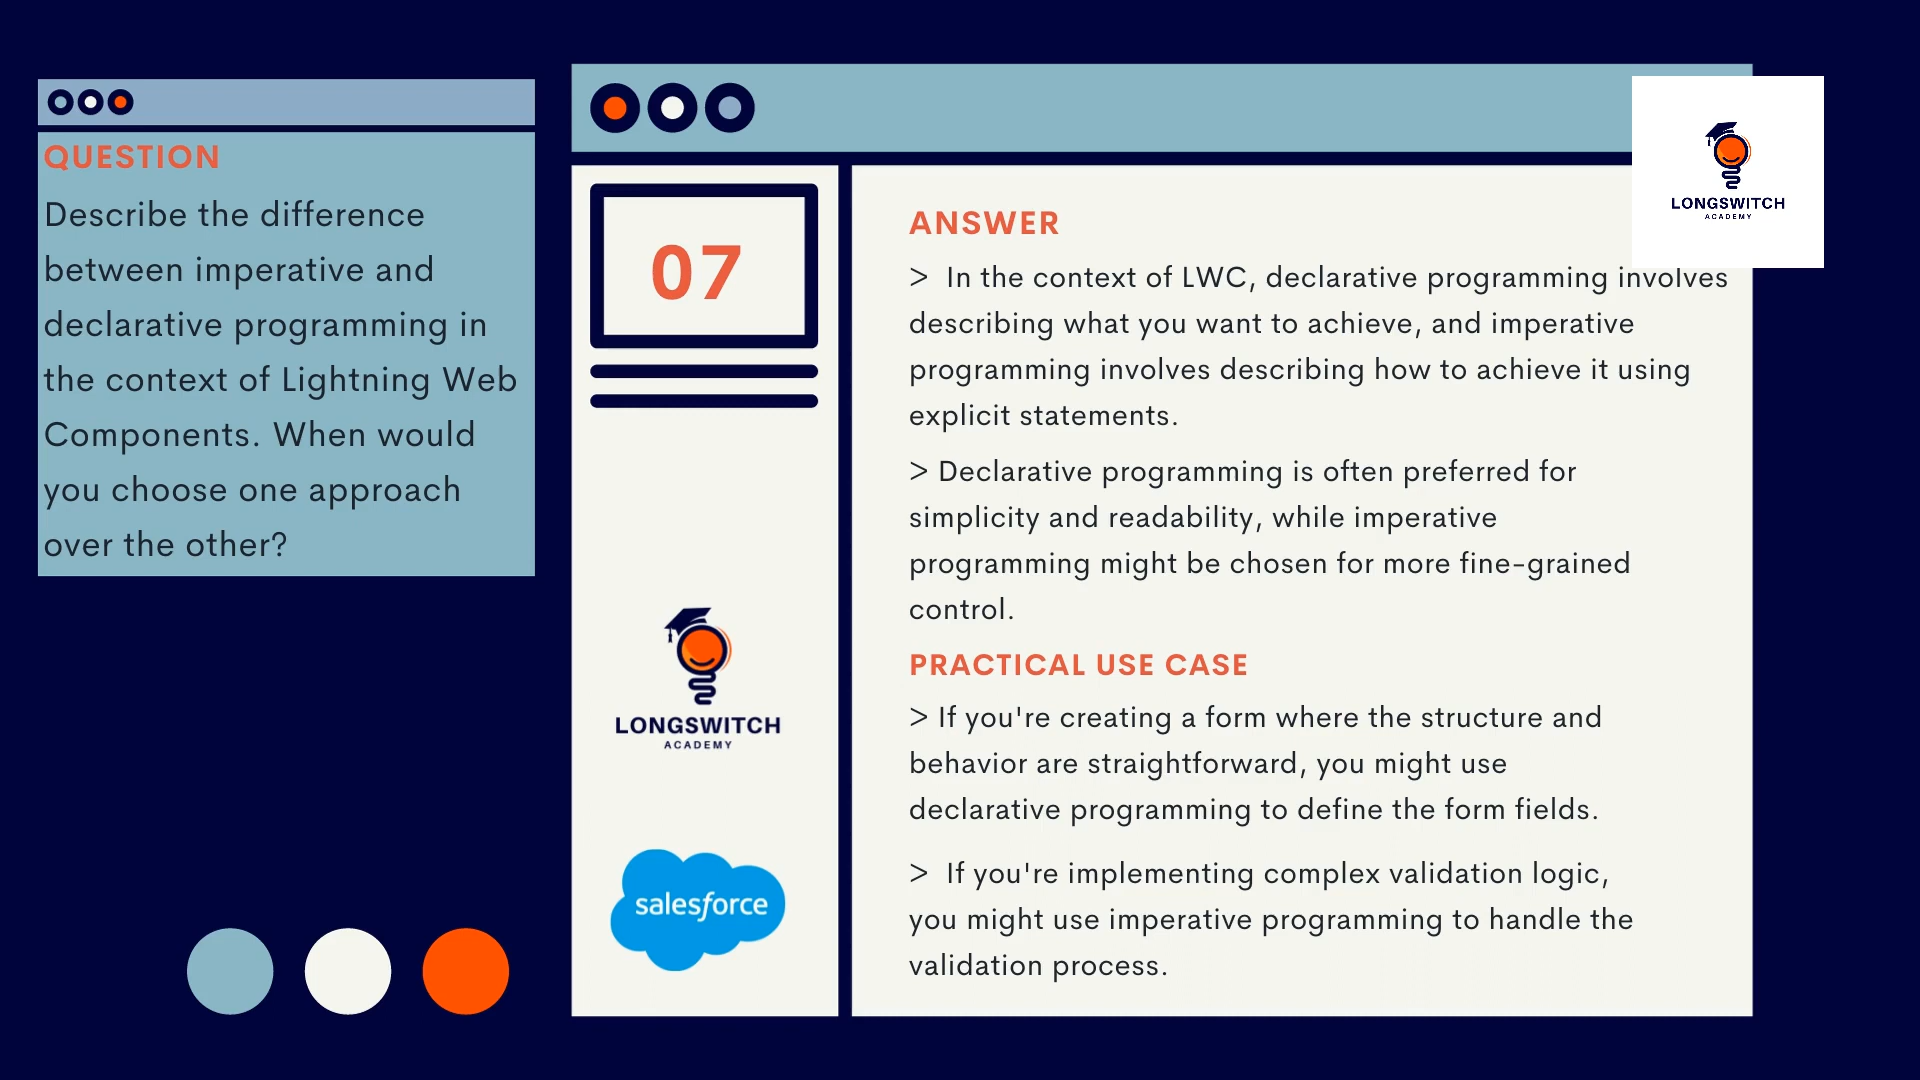 QUESTION
Describe the difference
between imperative and
declarative programming in
the context of Lightning Web
Components. When would
you choose one approach
over the other?
07
LONGSWITCH
ACADEMY
salesforce
LONGSWITCH
ACADEMY
ANSWER
> In the context of LWC, declarative programming involves
describing what you want to achieve, and imperative
programming involves describing how to achieve it using
explicit statements.
> Declarative programming is often preferred for
simplicity and readability, while imperative
programming might be chosen for more fine-grained
control.
PRACTICAL USE CASE
> If you're creating a form where the structure and
behavior are straightforward, you might use
declarative programming to define the form fields.
> If you're implementing complex validation logic,
you might use imperative programming to handle the
validation process.